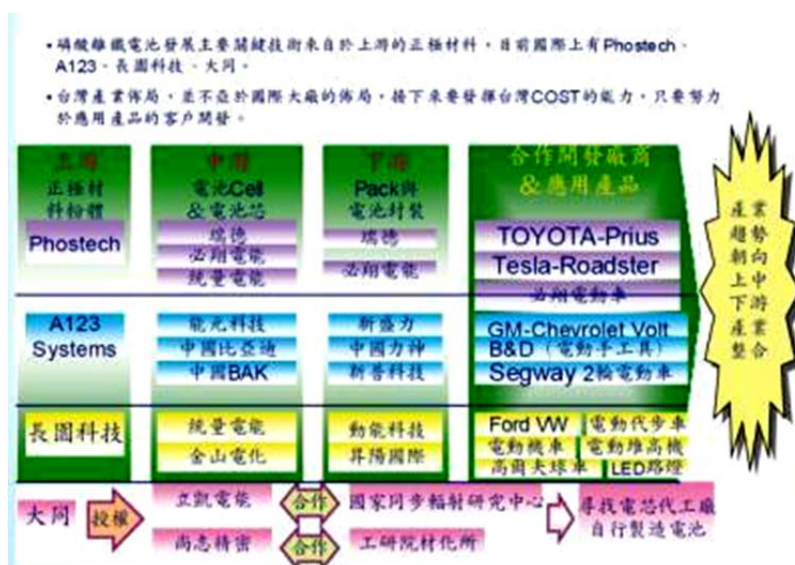 •磷酸鋰鐵電池發展主要關鍵技術來自於上游的正極材料，目前國際上有Phostech、
A123、長園科技、大同。
•台灣產業佈局，並不亞於國際大廠的佈局，接下來要發揮台灣COST的能力，只要努力
於應用產品的客戶開發。
上游
正極材
料粉體
Phostech
中游
電池Cell
&電池芯
瑞德
必翔電能
統量電能
下游
Pack與
電池封裝
瑞德
必翔電能
合作開發廠商
&應用產品
TOYOTA-Prius
Tesla-Roadster
必翔電動車
產業
趨勢
朝向
上中
下游
產業
整合
A123
Systems
能元科技
中國比亞迪
中國BAK
新盛力
中國力神
新普科技
GM-Chevrolet Volt
B&D（電動手工具）
Segway 2輪電動車
長園科技
統量電能
金山電化
動能科技
昇陽國際
Ford VW 電動代步車
電動機車 電動堆高機
高爾夫球車 LED路燈
大同
授權
立凱電能
合作
國家同步輻射研究中心
尚志精密
合作
工研院材化所
尋找電芯代工廠
自行製造電池